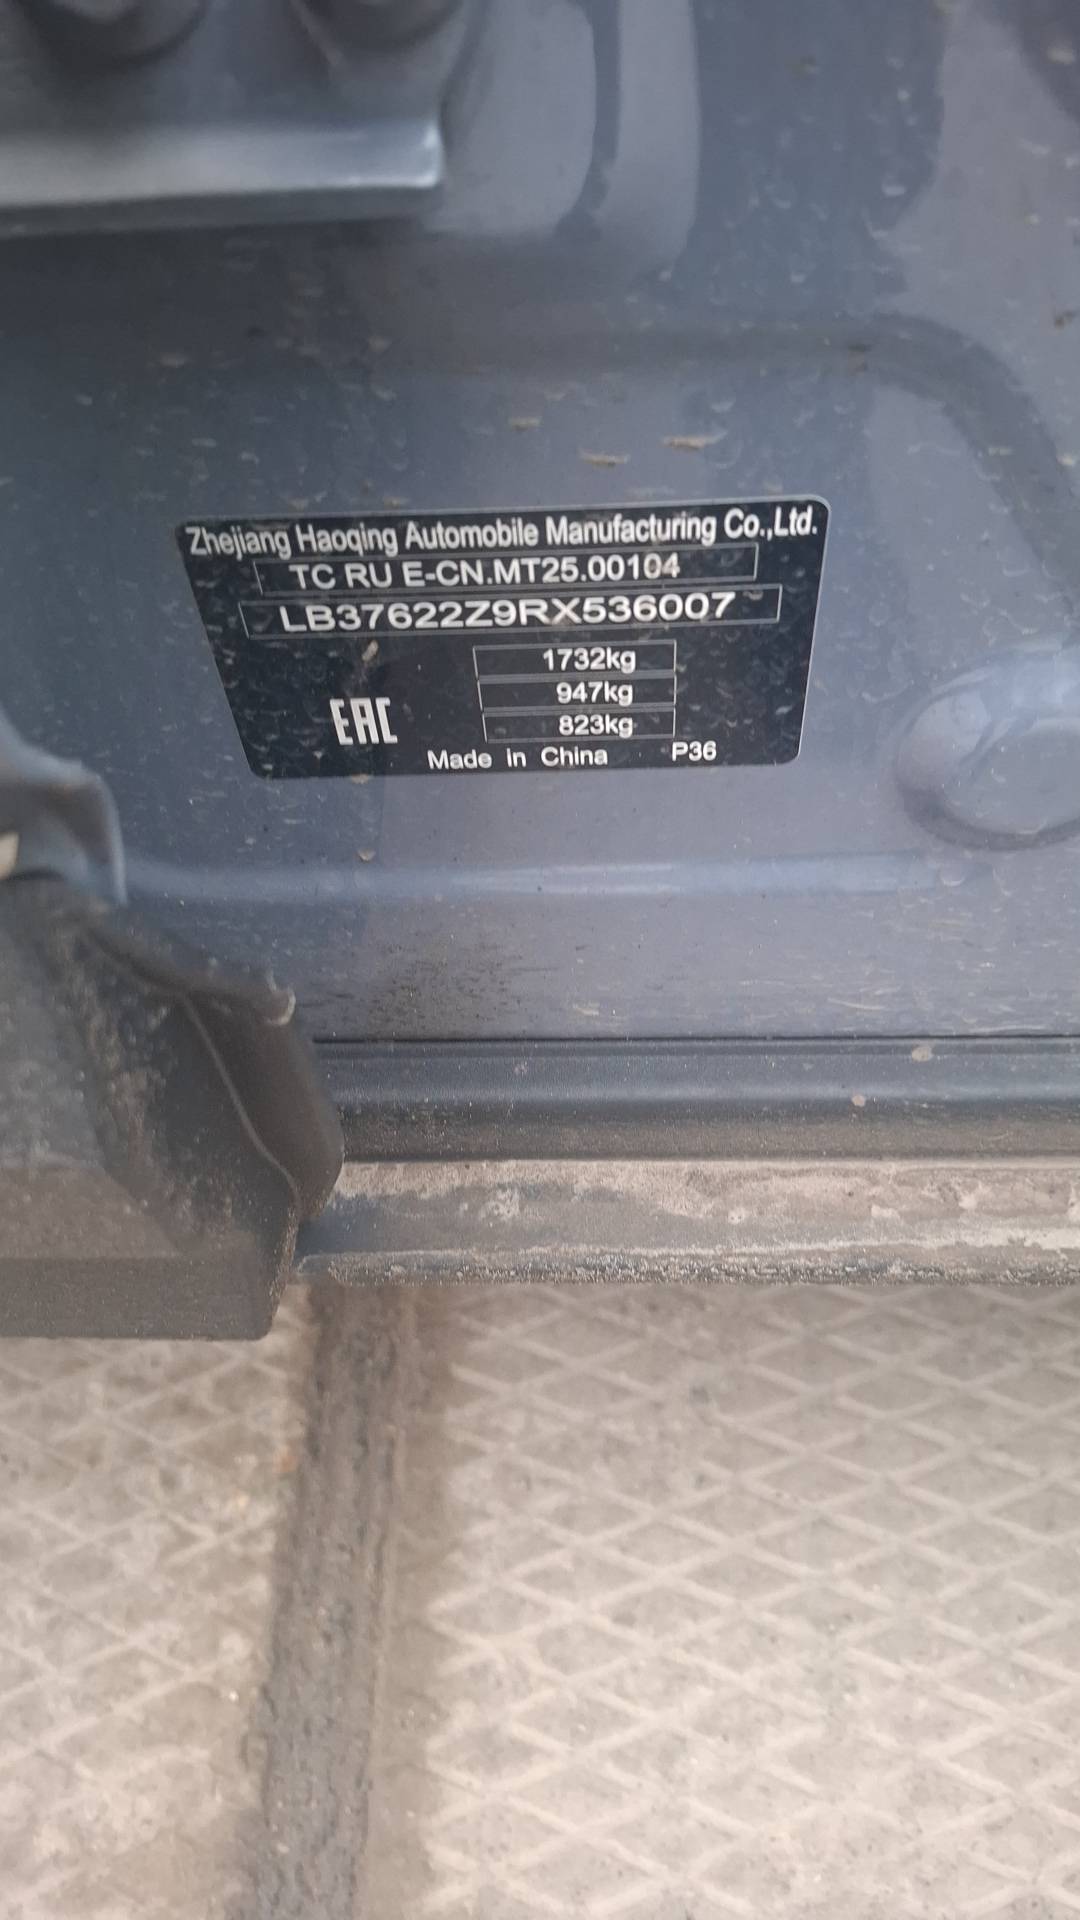 Zhejiang Haoqing Automobile Manufacturing Co.,Ltd.
TC RU E-CN.MT25.00104
LB37622Z9RX536007
1732kg
947kg
EAC
823kg
Made in China P36